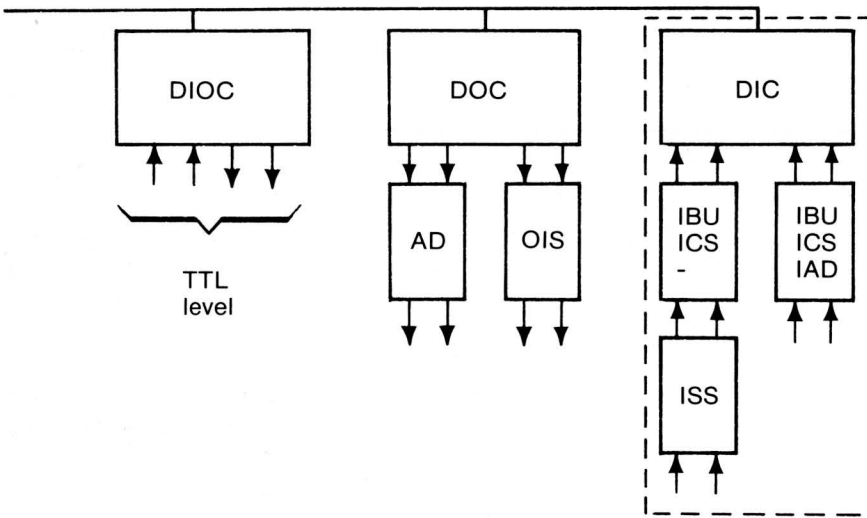 DIOC
DOC
DIC
TTL
level
AD
OIS
IBU
ICS
-
IBU
ICS
IAD
ISS